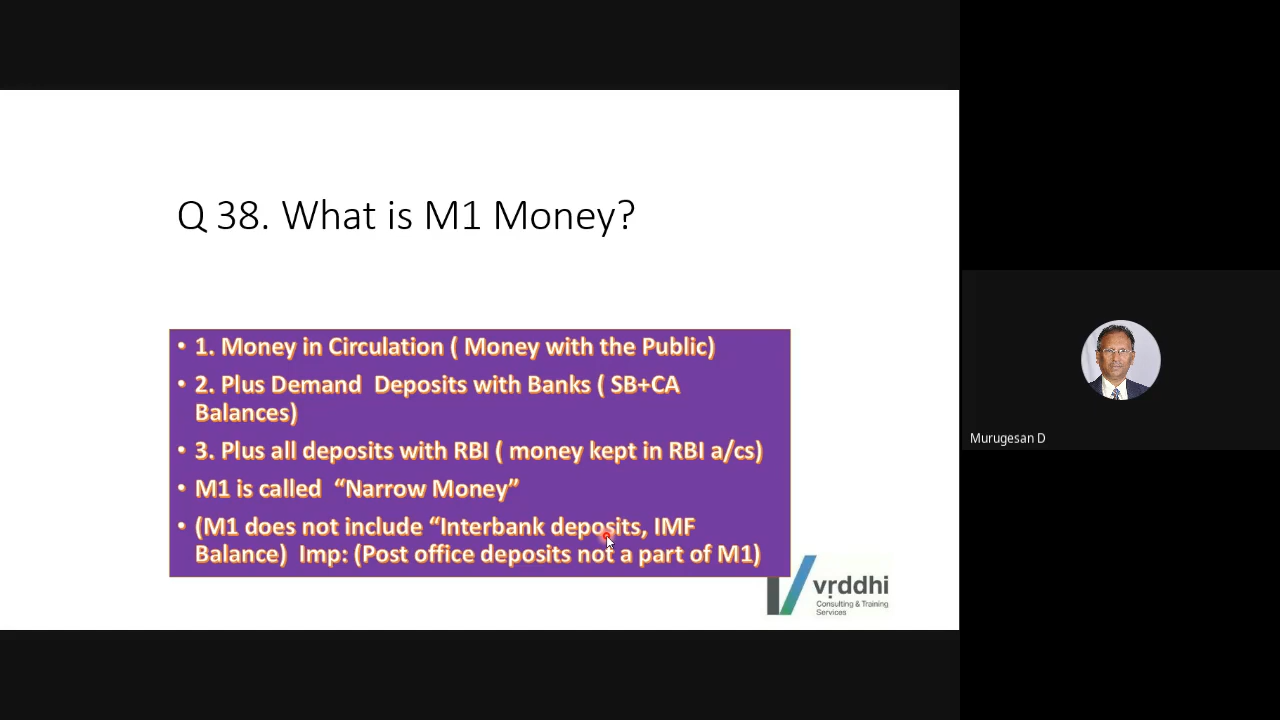 Q 38. What is M1 Money?
• 1. Money in Circulation ( Money with the Public)
• 2. Plus Demand Deposits with Banks ( SB+CA
Balances)
• 3. Plus all deposits with RBI ( money kept in RBI a/cs)
• M1 is called “Narrow Money”
• (M1 does not include “Interbank deposits, IMF
Balance) Imp: (Post office deposits not a part of M1)
vṛddhi
Consulting & Training
Services
Murugesan D